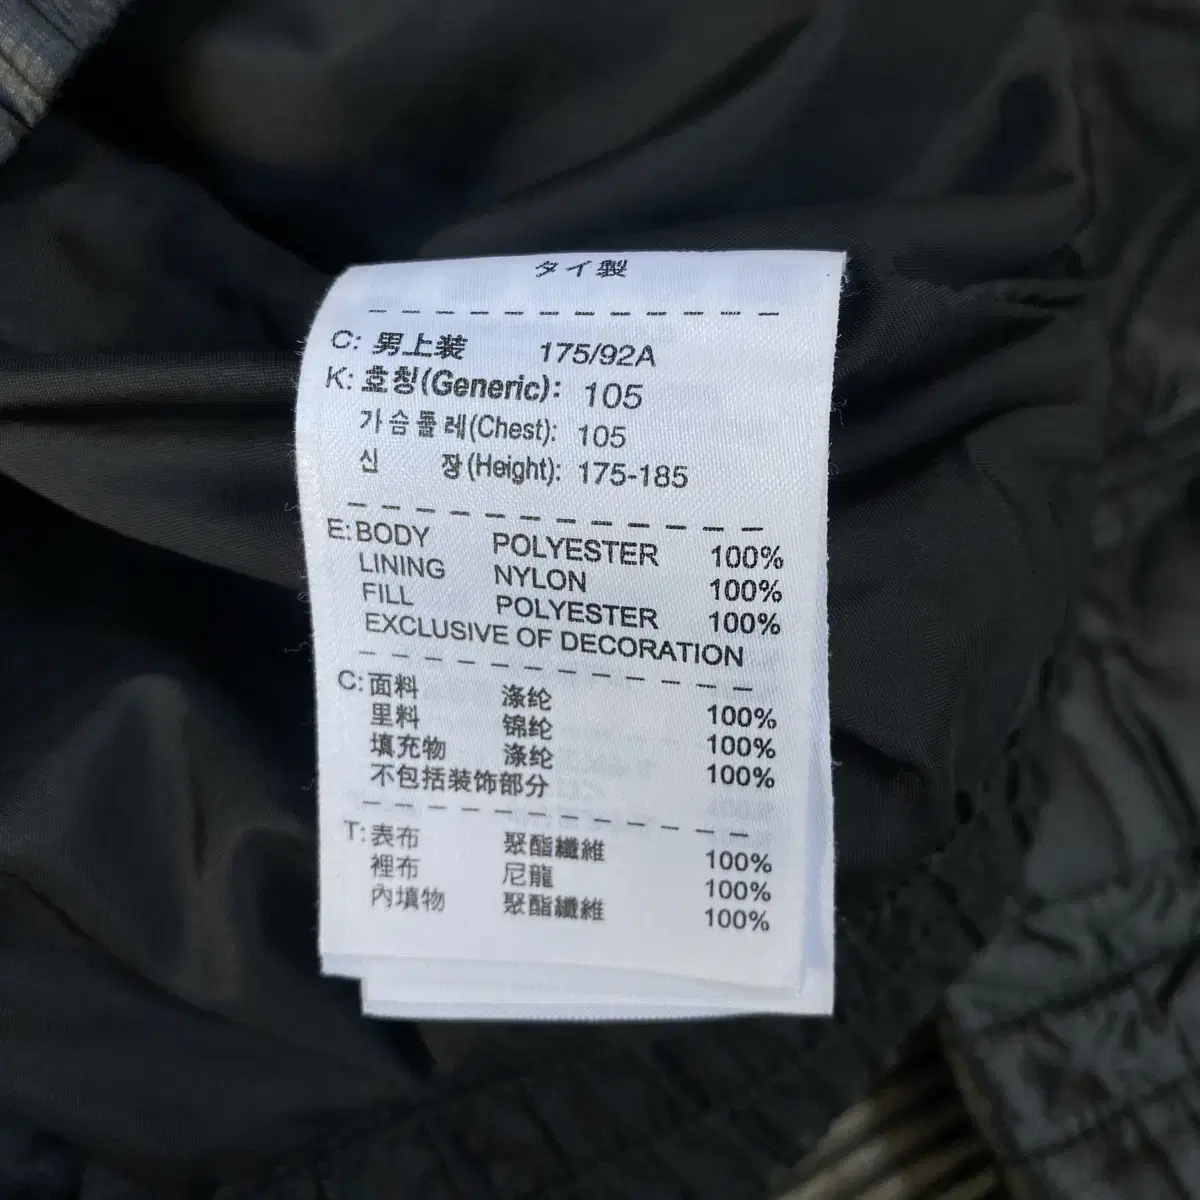 タイ製
C: 男上装 175/92A
K: 호칭(Generic): 105
가슴둘레(Chest): 105
신 장(Height): 175-185
E: BODY POLYESTER 100%
LINING NYLON 100%
FILL POLYESTER 100%
EXCLUSIVE OF DECORATION
C: 面料 涤纶 100%
里料 锦纶 100%
填充物 涤纶 100%
不包括装饰部分
T: 表布 聚酯纖維 100%
裡布 尼龍 100%
內填物 聚酯纖維 100%